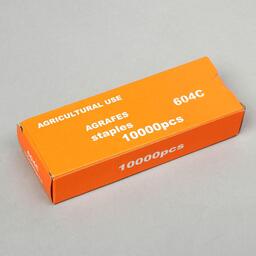 AGRICULTURAL USE
604C
AGRAFES
staples
10000pcs
10000pcs